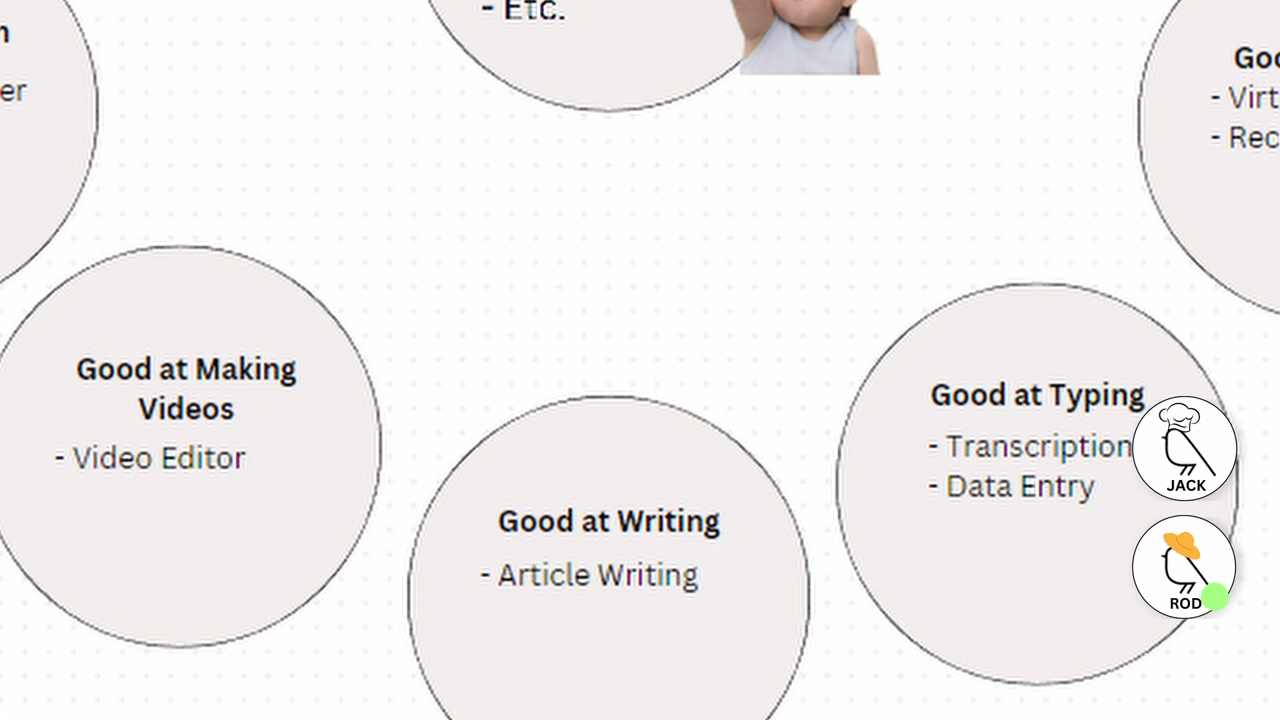 - Etc.
er
- Virt
- Rec
Good at Making
Videos
- Video Editor
Good at Typing
- Transcription
- Data Entry
JACK
Good at Writing
- Article Writing
ROD